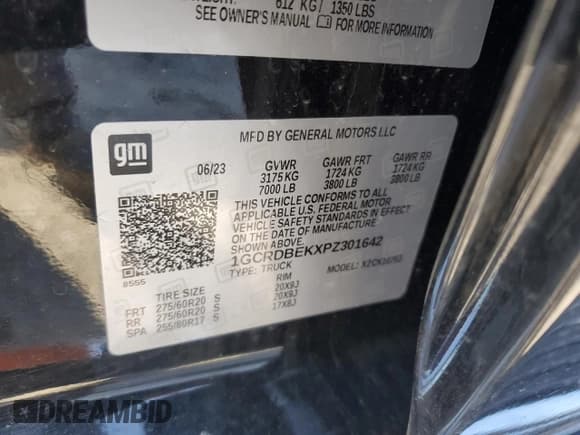 612 KG / 1350 LBS
SEE OWNER'S MANUAL FOR MORE INFORMATION
gm
MFD BY GENERAL MOTORS LLC
06/23 GVWR GAWR FRT GAWR RR
3175 KG 1724 KG 1724 KG
7000 LB 3800 LB 3800 LB
THIS VEHICLE CONFORMS TO ALL
APPLICABLE U.S. FEDERAL MOTOR
VEHICLE SAFETY STANDARDS IN EFFECT
ON THE DATE OF MANUFACTURE
SHOWN ABOVE.
1GCRDBEKXPZ301642
TYPE: TRUCK MODEL:
8555
TIRE SIZE RIM
FRT 275/60R20 S 20X9J
RR 275/60R20 S 20X9J
SPA 255/80R17 S 17X8J
DREAMBID